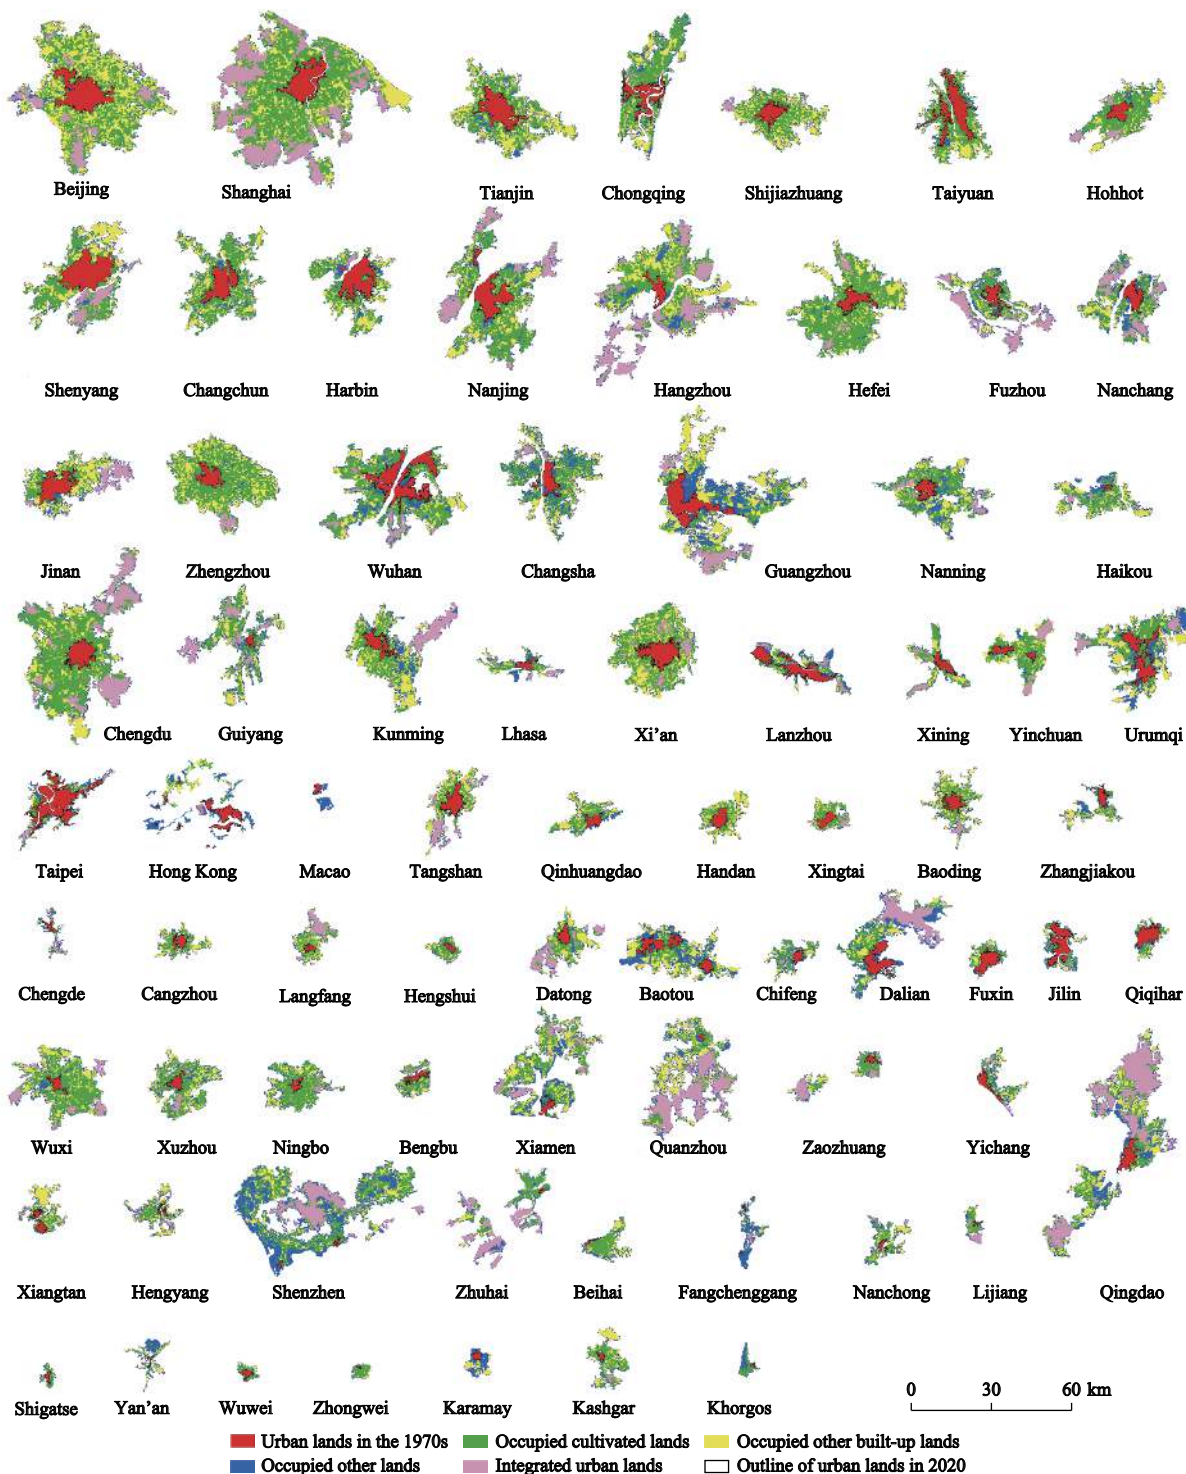 Beijing Shanghai Tianjin Chongqing Shijiazhuang Taiyuan Hohhot
Shenyang Changchun Harbin Nanjing Hangzhou Hefei Fuzhou Nanchang
Jinan Zhengzhou Wuhan Changsha Guangzhou Nanning Haikou
Chengdu Guiyang Kunming Lhasa Xi’an Lanzhou Xining Yinchuan Urumqi
Taipei Hong Kong Macao Tangshan Qinhuangdao Handan Xingtai Baoding Zhangjiakou
Chengde Cangzhou Langfang Hengshui Datong Baotou Chifeng Dalian Fuxin Jilin Qiqihar
Wuxi Xuzhou Ningbo Bengbu Xiamen Quanzhou Zaozhuang Yichang
Xiangtan Hengyang Shenzhen Zhuhai Beihai Fangchenggang Nanchong Lijiang Qingdao
Shigatse Yan’an Wuwei Zhongwei Karamay Kashgar Khorgos
0 30 60 km
Urban lands in the 1970s Occupied cultivated lands Occupied other built-up lands
Occupied other lands Integrated urban lands Outline of urban lands in 2020